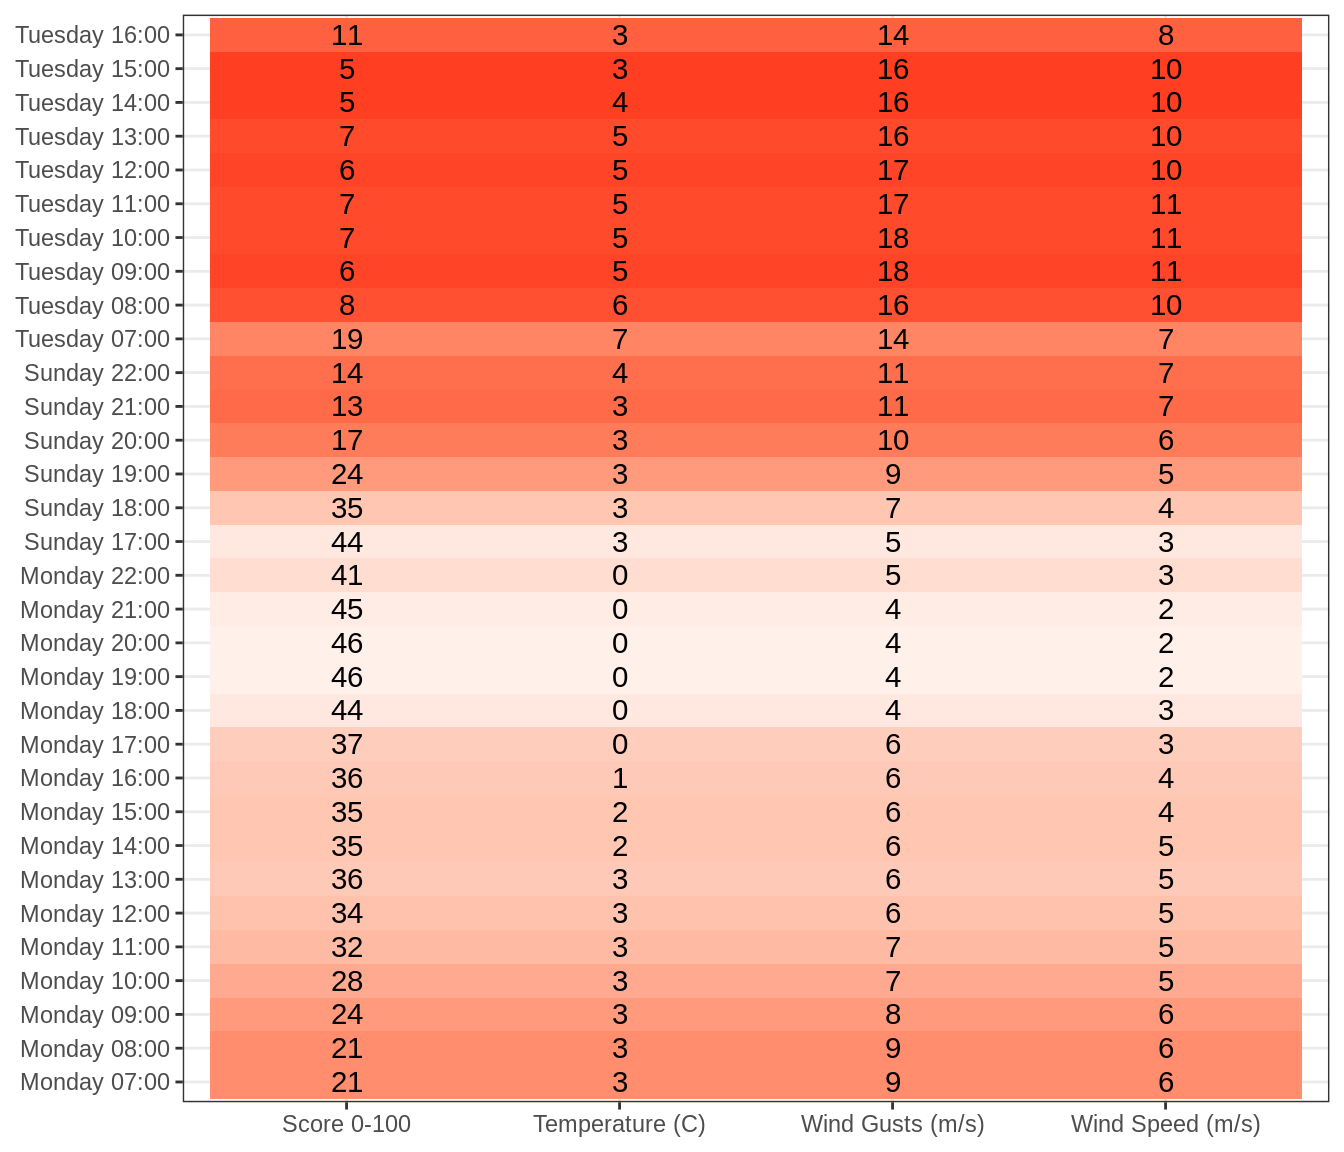 Tuesday 16:00 11 3 14 8
Tuesday 15:00 5 3 16 10
Tuesday 14:00 5 4 16 10
Tuesday 13:00 7 5 16 10
Tuesday 12:00 6 5 17 10
Tuesday 11:00 7 5 17 11
Tuesday 10:00 7 5 18 11
Tuesday 09:00 6 5 18 11
Tuesday 08:00 8 6 16 10
Tuesday 07:00 19 7 14 7
Sunday 22:00 14 4 11 7
Sunday 21:00 13 3 11 7
Sunday 20:00 17 3 10 6
Sunday 19:00 24 3 9 5
Sunday 18:00 35 3 7 4
Sunday 17:00 44 3 5 3
Monday 22:00 41 0 5 3
Monday 21:00 45 0 4 2
Monday 20:00 46 0 4 2
Monday 19:00 46 0 4 2
Monday 18:00 44 0 4 3
Monday 17:00 37 0 6 3
Monday 16:00 36 1 6 4
Monday 15:00 35 2 6 4
Monday 14:00 35 2 6 5
Monday 13:00 36 3 6 5
Monday 12:00 34 3 6 5
Monday 11:00 32 3 7 5
Monday 10:00 28 3 7 5
Monday 09:00 24 3 8 6
Monday 08:00 21 3 9 6
Monday 07:00 21 3 9 6
Score 0-100 Temperature (C) Wind Gusts (m/s) Wind Speed (m/s)